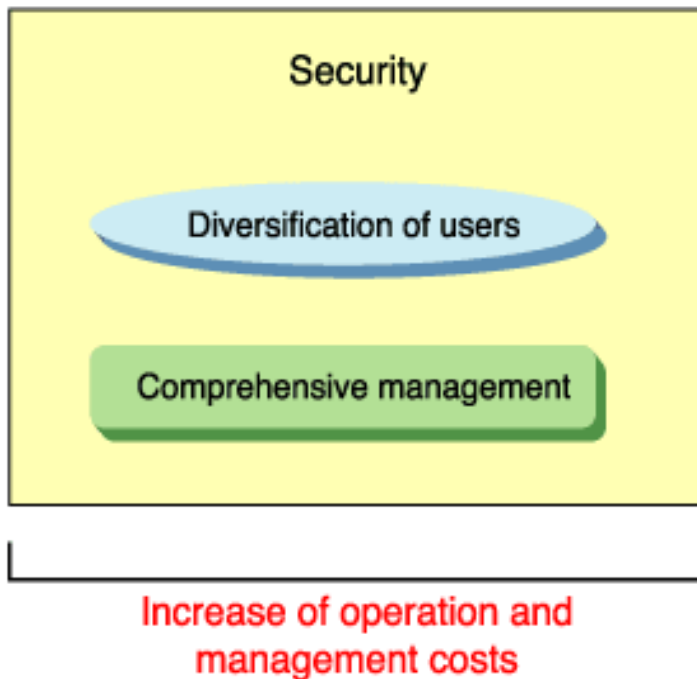 Security
Diversification of users
Comprehensive management
Increase of operation and
management costs